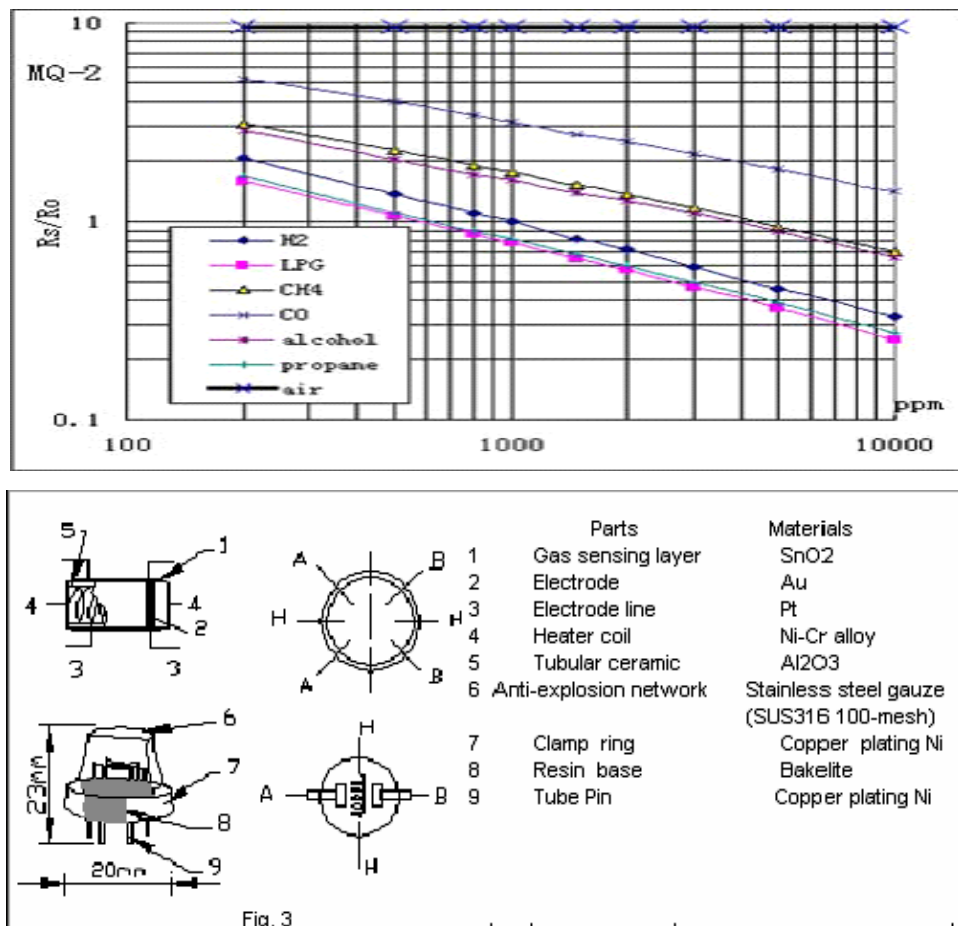 10
MQ-2
Rs/Ro
1
H2
LPG
CH4
CO
alcohol
propane
air
0.1
ppm
100 1000 10000
Parts Materials
1 Gas sensing layer SnO2
2 Electrode Au
3 Electrode line Pt
4 Heater coil Ni-Cr alloy
5 Tubular ceramic Al2O3
6 Anti-explosion network Stainless steel gauze
(SUS316 100-mesh)
7 Clamp ring Copper plating Ni
8 Resin base Bakelite
9 Tube Pin Copper plating Ni
5 1
4 4
2
3 3
A B
H H
A B
6
7
23mm
8
9
20mm
H
A B
H
Fig. 3